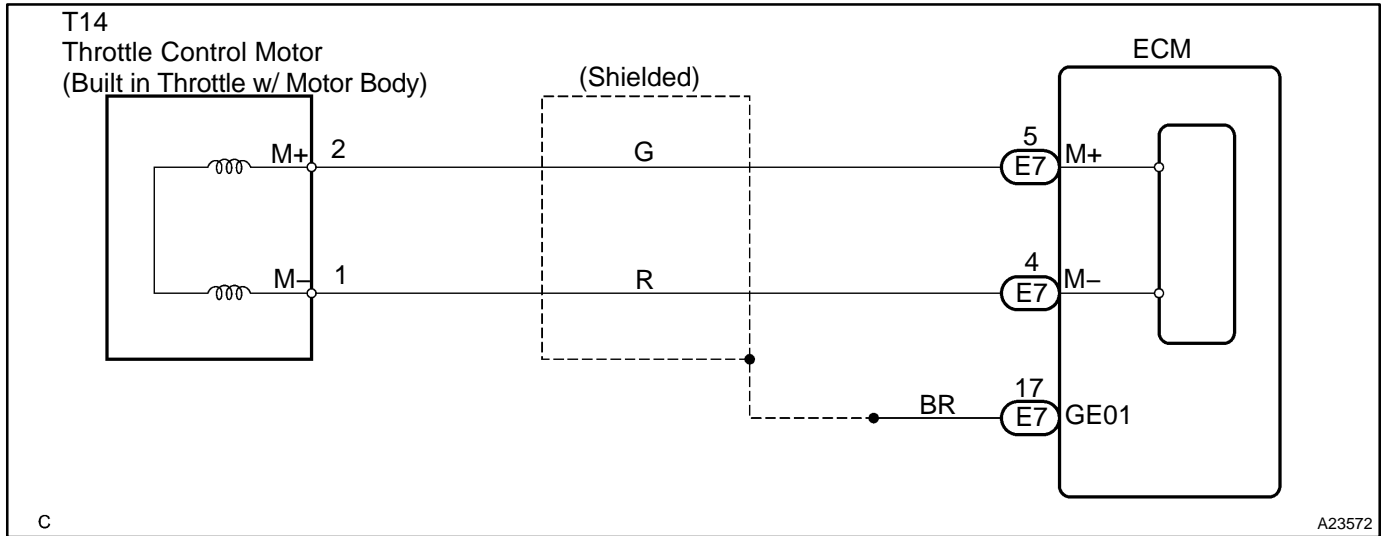 T14
Throttle Control Motor
(Built in Throttle w/ Motor Body)
(Shielded)
ECM
M+ 2
G
5
E7
M+
M− 1
R
4
E7
M−
BR
17
E7
GE01
C
A23572